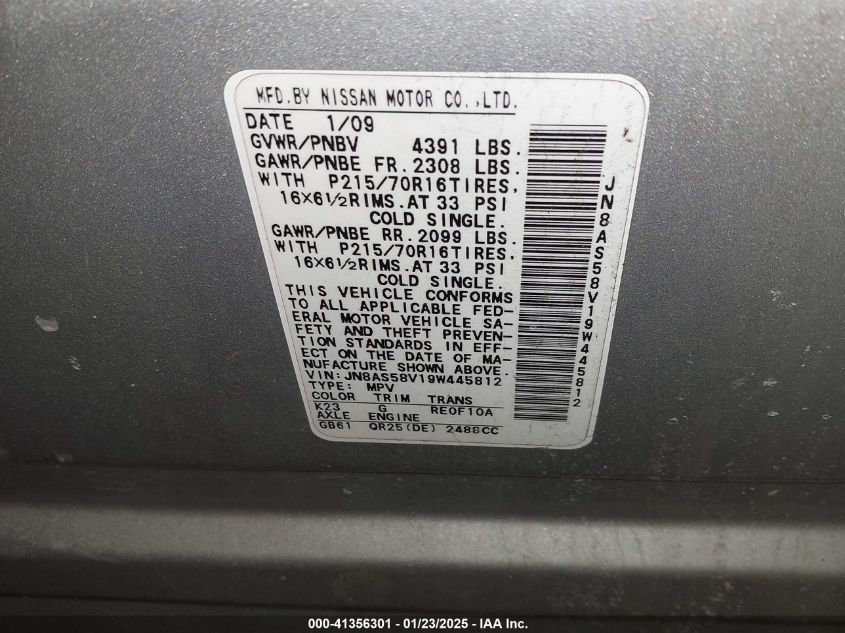 MFD.BY NISSAN MOTOR CO.,LTD.
DATE 1/09
GVWR/PNBV 4391 LBS.
GAWR/PNBE FR.2308 LBS.
WITH P215/70R16TIRES,
16X6½RIMS.AT 33 PSI
COLD SINGLE.
GAWR/PNBE RR.2099 LBS.
WITH P215/70R16TIRES,
16X6½RIMS.AT 33 PSI
COLD SINGLE.
THIS VEHICLE CONFORMS
TO ALL APPLICABLE FED-
ERAL MOTOR VEHICLE SA-
FETY AND THEFT PREVEN-
TION STANDARDS IN EFF-
ECT ON THE DATE OF MA-
NUFACTURE SHOWN ABOVE.
VIN:JN8AS58V19W445812
TYPE: MPV
COLOR TRIM TRANS
K23 G RE0F10A
AXLE ENGINE
GB61 QR25(DE) 2488CC
JN8AS58V19W445812
000-41356301 - 01/23/2025 - IAA Inc.